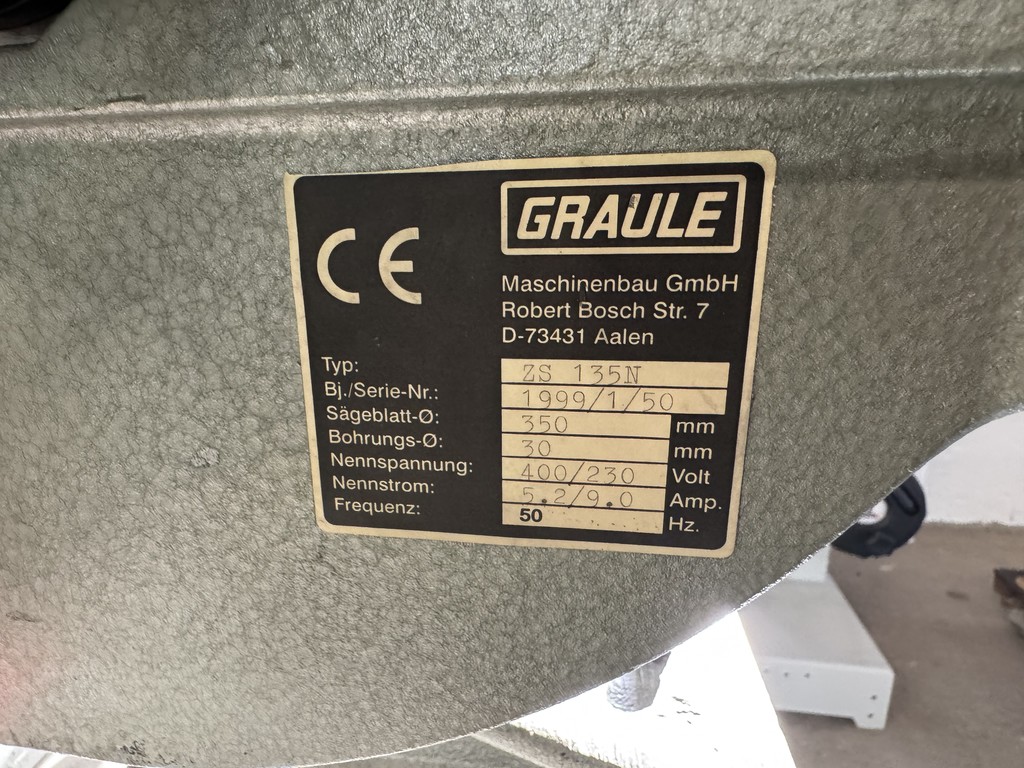 CE
GRAULE
Maschinenbau GmbH
Robert Bosch Str. 7
D-73431 Aalen
Typ: ZS 135N
Bj./Serie-Nr.: 1999/1/50
Sägeblatt-Ø: 350 mm
Bohrungs-Ø: 30 mm
Nennspannung: 400/230 Volt
Nennstrom: 5.2/9.0 Amp.
Frequenz: 50 Hz.